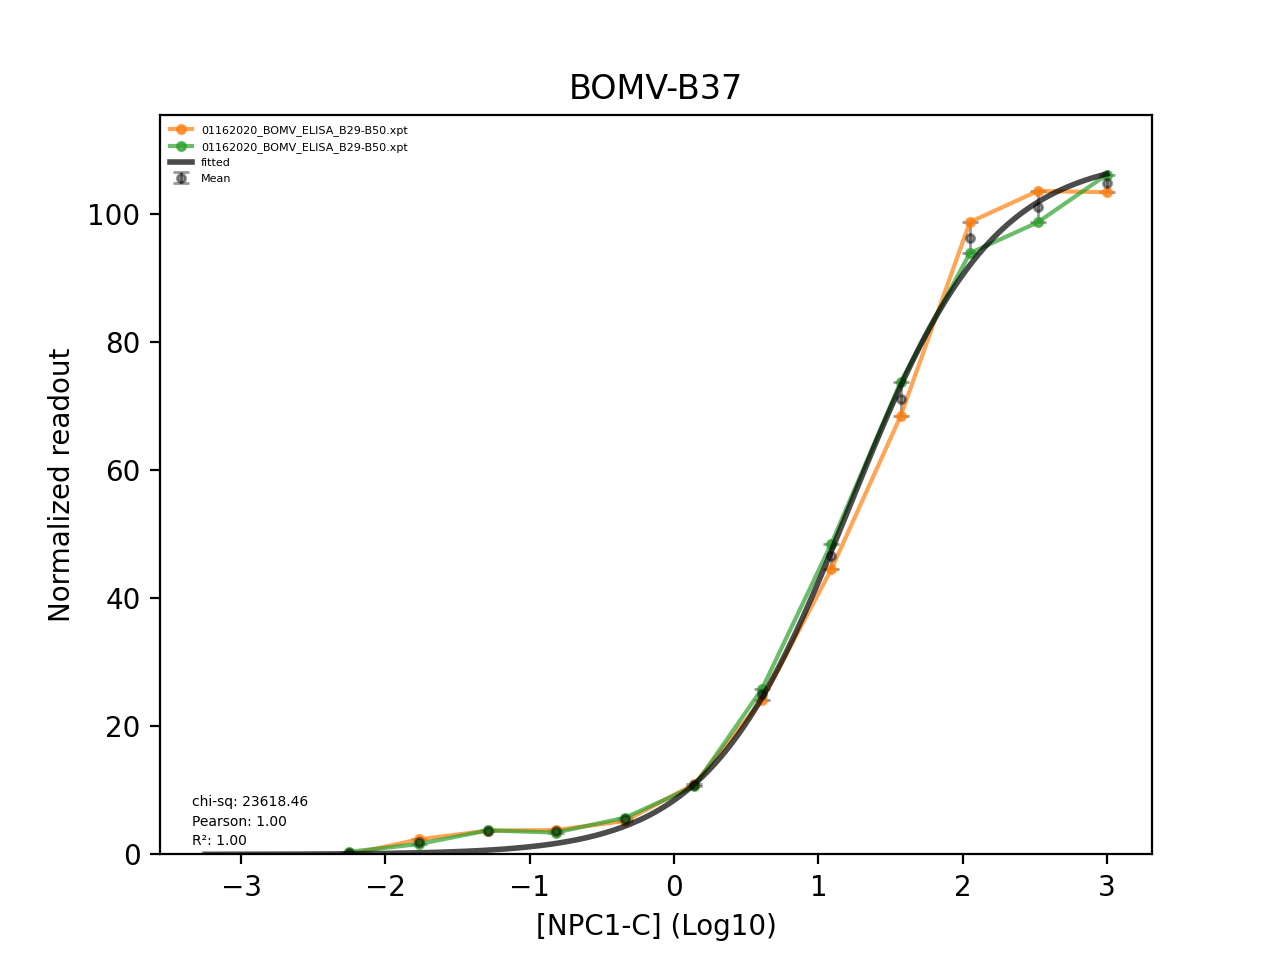 BOMV-B37
01162020_BOMV_ELISA_B29-B50.xpt
01162020_BOMV_ELISA_B29-B50.xpt
fitted
Mean
100
80
60
40
20
0
Normalized readout
chi-sq: 23618.46
Pearson: 1.00
R²: 1.00
−3 −2 −1 0 1 2 3
[NPC1-C] (Log10)